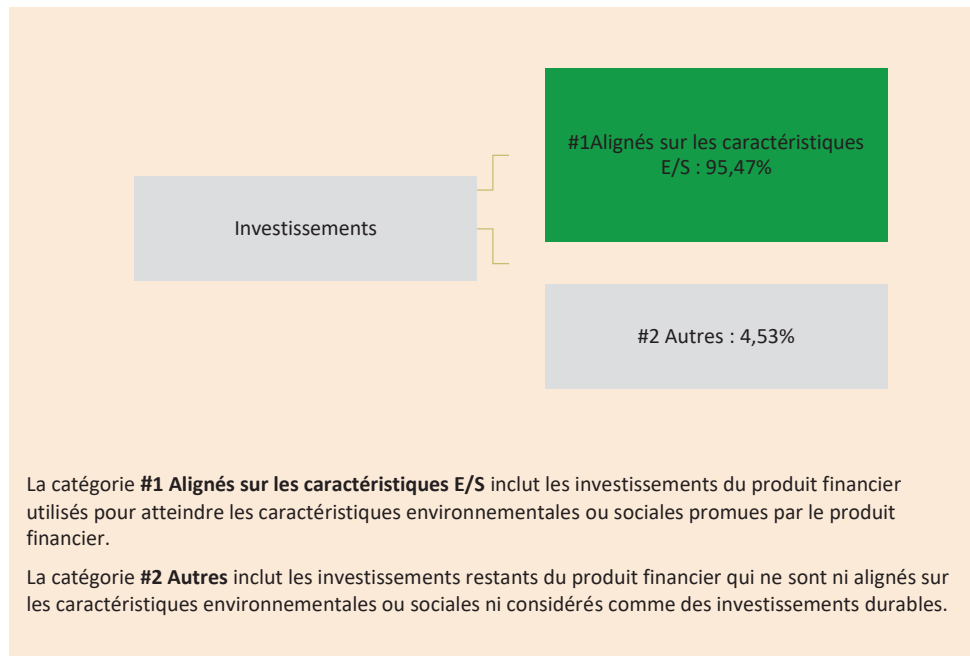 #1Alignés sur les caractéristiques
E/S : 95,47%
Investissements
#2 Autres : 4,53%
La catégorie #1 Alignés sur les caractéristiques E/S inclut les investissements du produit financier
utilisés pour atteindre les caractéristiques environnementales ou sociales promues par le produit
financier.
La catégorie #2 Autres inclut les investissements restants du produit financier qui ne sont ni alignés sur
les caractéristiques environnementales ou sociales ni considérés comme des investissements durables.